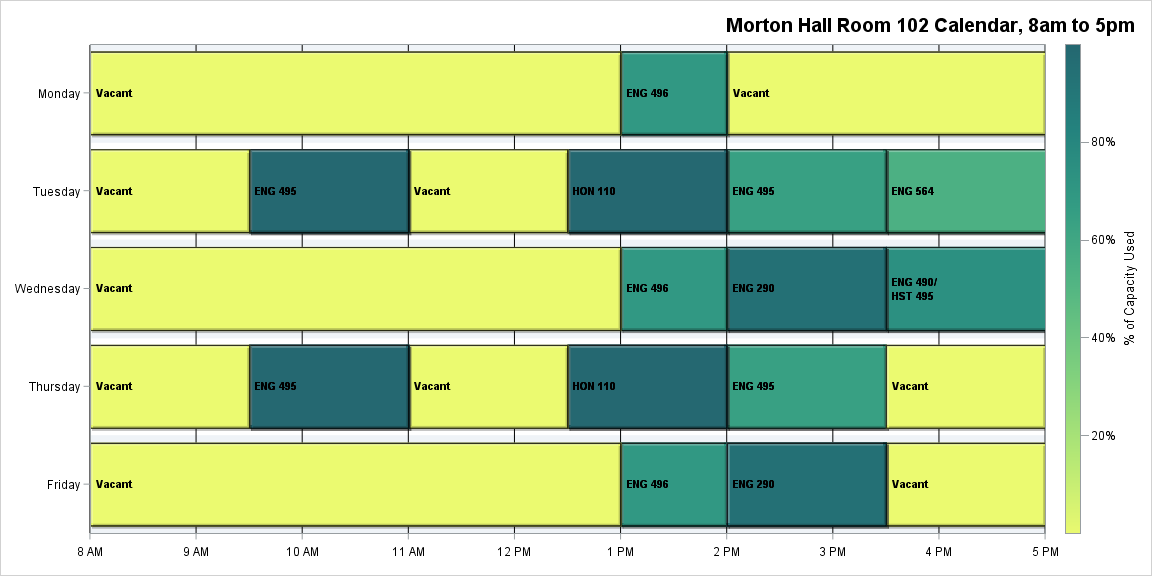 Morton Hall Room 102 Calendar, 8am to 5pm
Monday
Vacant
ENG 496
Vacant
Tuesday
Vacant
ENG 495
Vacant
HON 110
ENG 495
ENG 564
Wednesday
Vacant
ENG 496
ENG 290
ENG 490/
HST 495
Thursday
Vacant
ENG 495
Vacant
HON 110
ENG 495
Vacant
Friday
Vacant
ENG 496
ENG 290
Vacant
8 AM
9 AM
10 AM
11 AM
12 PM
1 PM
2 PM
3 PM
4 PM
5 PM
80%
60%
40%
20%
% of Capacity Used